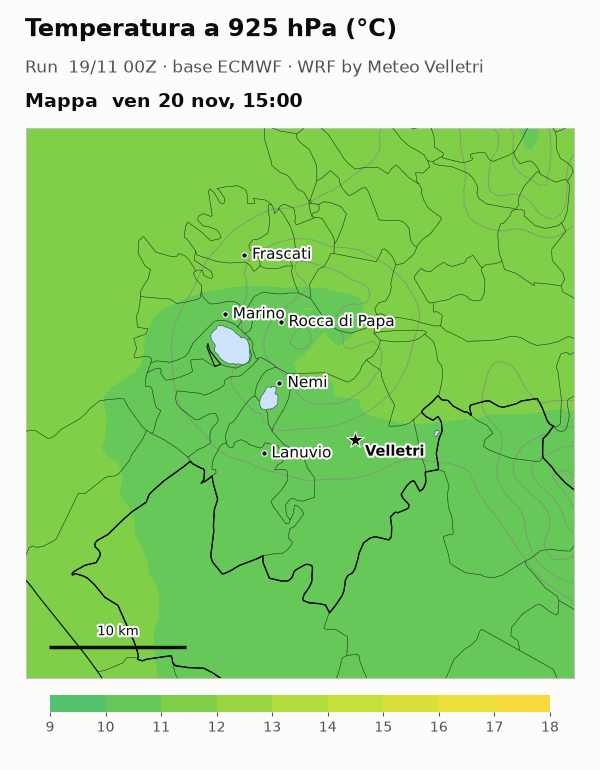 Temperatura a 925 hPa (°C)
Run  19/11 00Z · base ECMWF · WRF by Meteo Velletri
Mappa  ven 20 nov, 15:00
Frascati
Marino
Rocca di Papa
Nemi
Velletri
Lanuvio
10 km
9 10 11 12 13 14 15 16 17 18